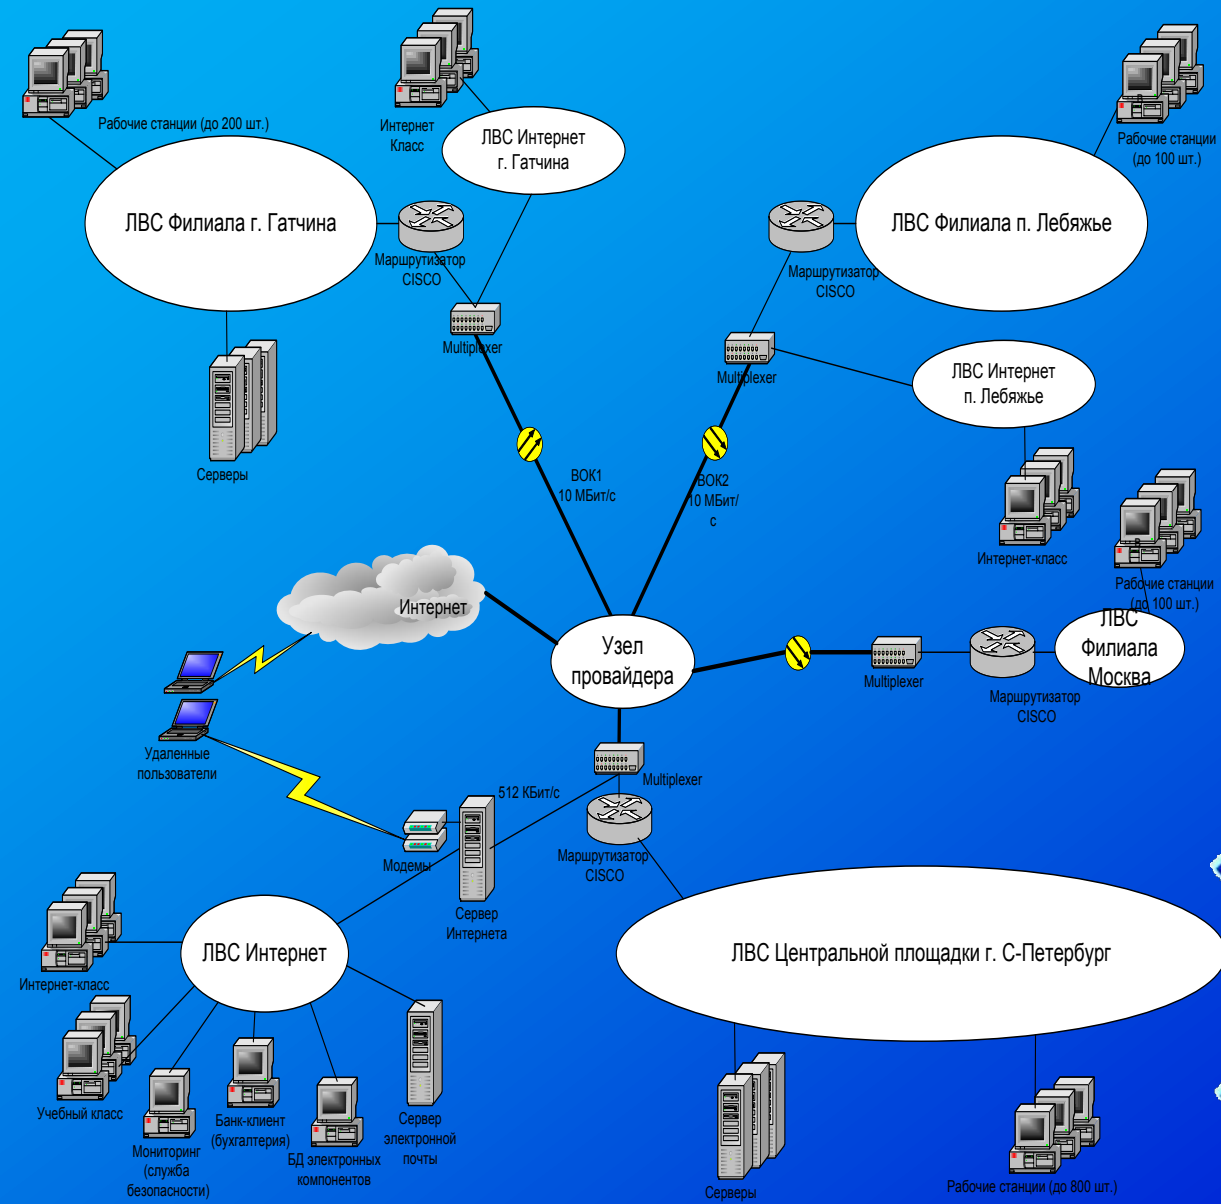 Рабочие станции (до 200 шт.)
ЛВС Филиала г. Гатчина
Серверы
Интернет
Класс
ЛВС Интернет
г. Гатчина
Маршрутизатор
CISCO
Multiplexer
ВОК1
10 МБит/с
Рабочие станции
(до 100 шт.)
ЛВС Филиала п. Лебяжье
Маршрутизатор
CISCO
Multiplexer
ЛВС Интернет
п. Лебяжье
Интернет-класс
ВОК2
10 МБит/
с
Рабочие станции
(до 100 шт.)
ЛВС
Филиала
Москва
Маршрутизатор
CISCO
Multiplexer
Интернет
Узел
провайдера
Удаленные
пользователи
Multiplexer
512 КБит/с
Модемы
Маршрутизатор
CISCO
Сервер
Интернета
ЛВС Интернет
ЛВС Центральной площадки г. С-Петербург
Интернет-класс
Учебный класс
Мониторинг
(служба
безопасности)
Банк-клиент
(бухгалтерия)
БД электронных
компонентов
Сервер
электронной
почты
Серверы
Рабочие станции (до 800 шт.)